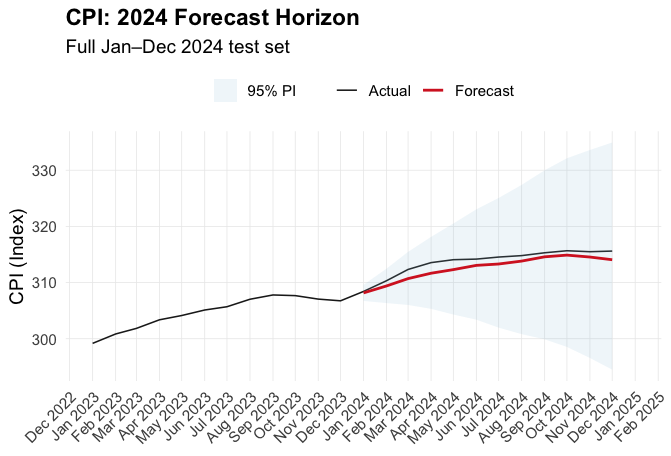 CPI: 2024 Forecast Horizon
Full Jan–Dec 2024 test set
95% PI
Actual
Forecast
CPI (Index)
330
320
310
300
Dec 2022
Jan 2023
Feb 2023
Mar 2023
Apr 2023
May 2023
Jun 2023
Jul 2023
Aug 2023
Sep 2023
Oct 2023
Nov 2023
Dec 2023
Jan 2024
Feb 2024
Mar 2024
Apr 2024
May 2024
Jun 2024
Jul 2024
Aug 2024
Sep 2024
Oct 2024
Nov 2024
Dec 2024
Jan 2025
Feb 2025